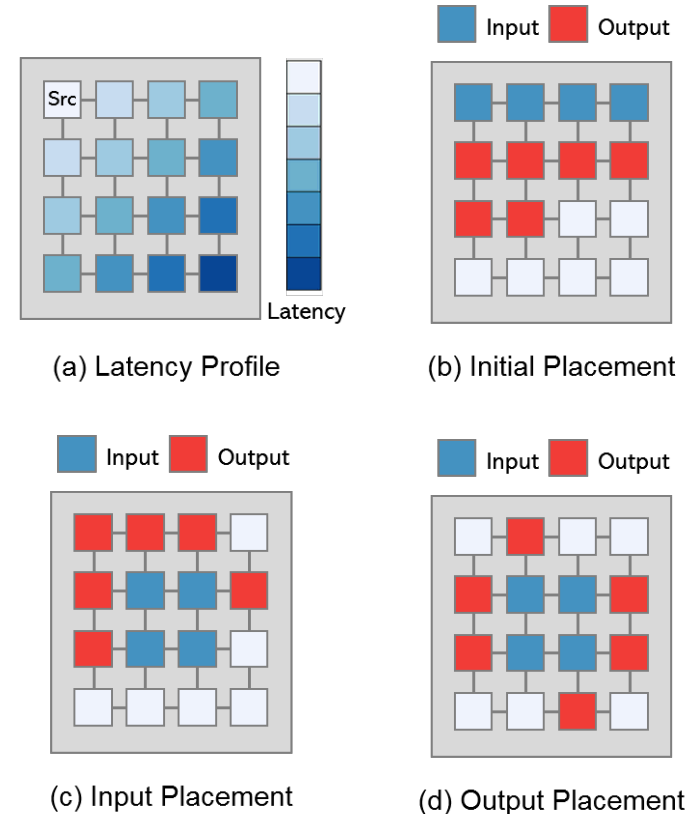 Input Output
Src
Latency
(a) Latency Profile
(b) Initial Placement
Input Output
Input Output
(c) Input Placement
(d) Output Placement